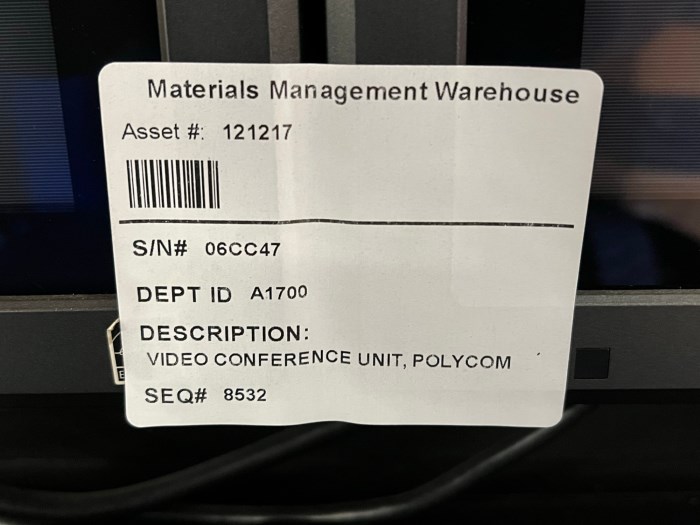 Materials Management Warehouse
Asset #: 121217
S/N# 06CC47
DEPT ID A1700
DESCRIPTION:
VIDEO CONFERENCE UNIT, POLYCOM
SEQ# 8532